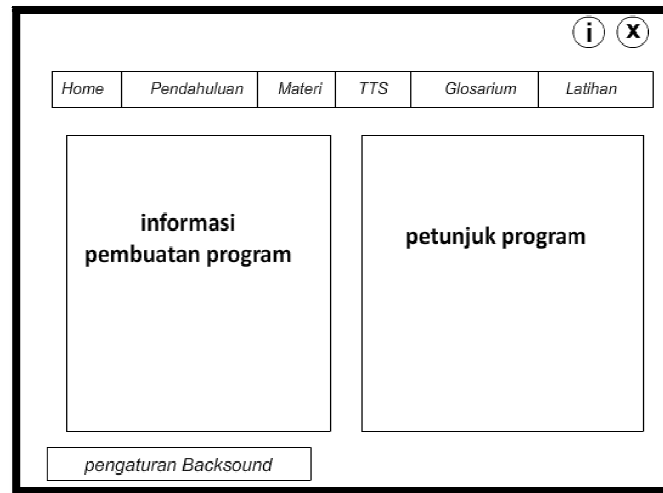 i X
Home Pendahuluan Materi TTS Glosarium Latihan
informasi
pembuatan program
petunjuk program
pengaturan Backsound